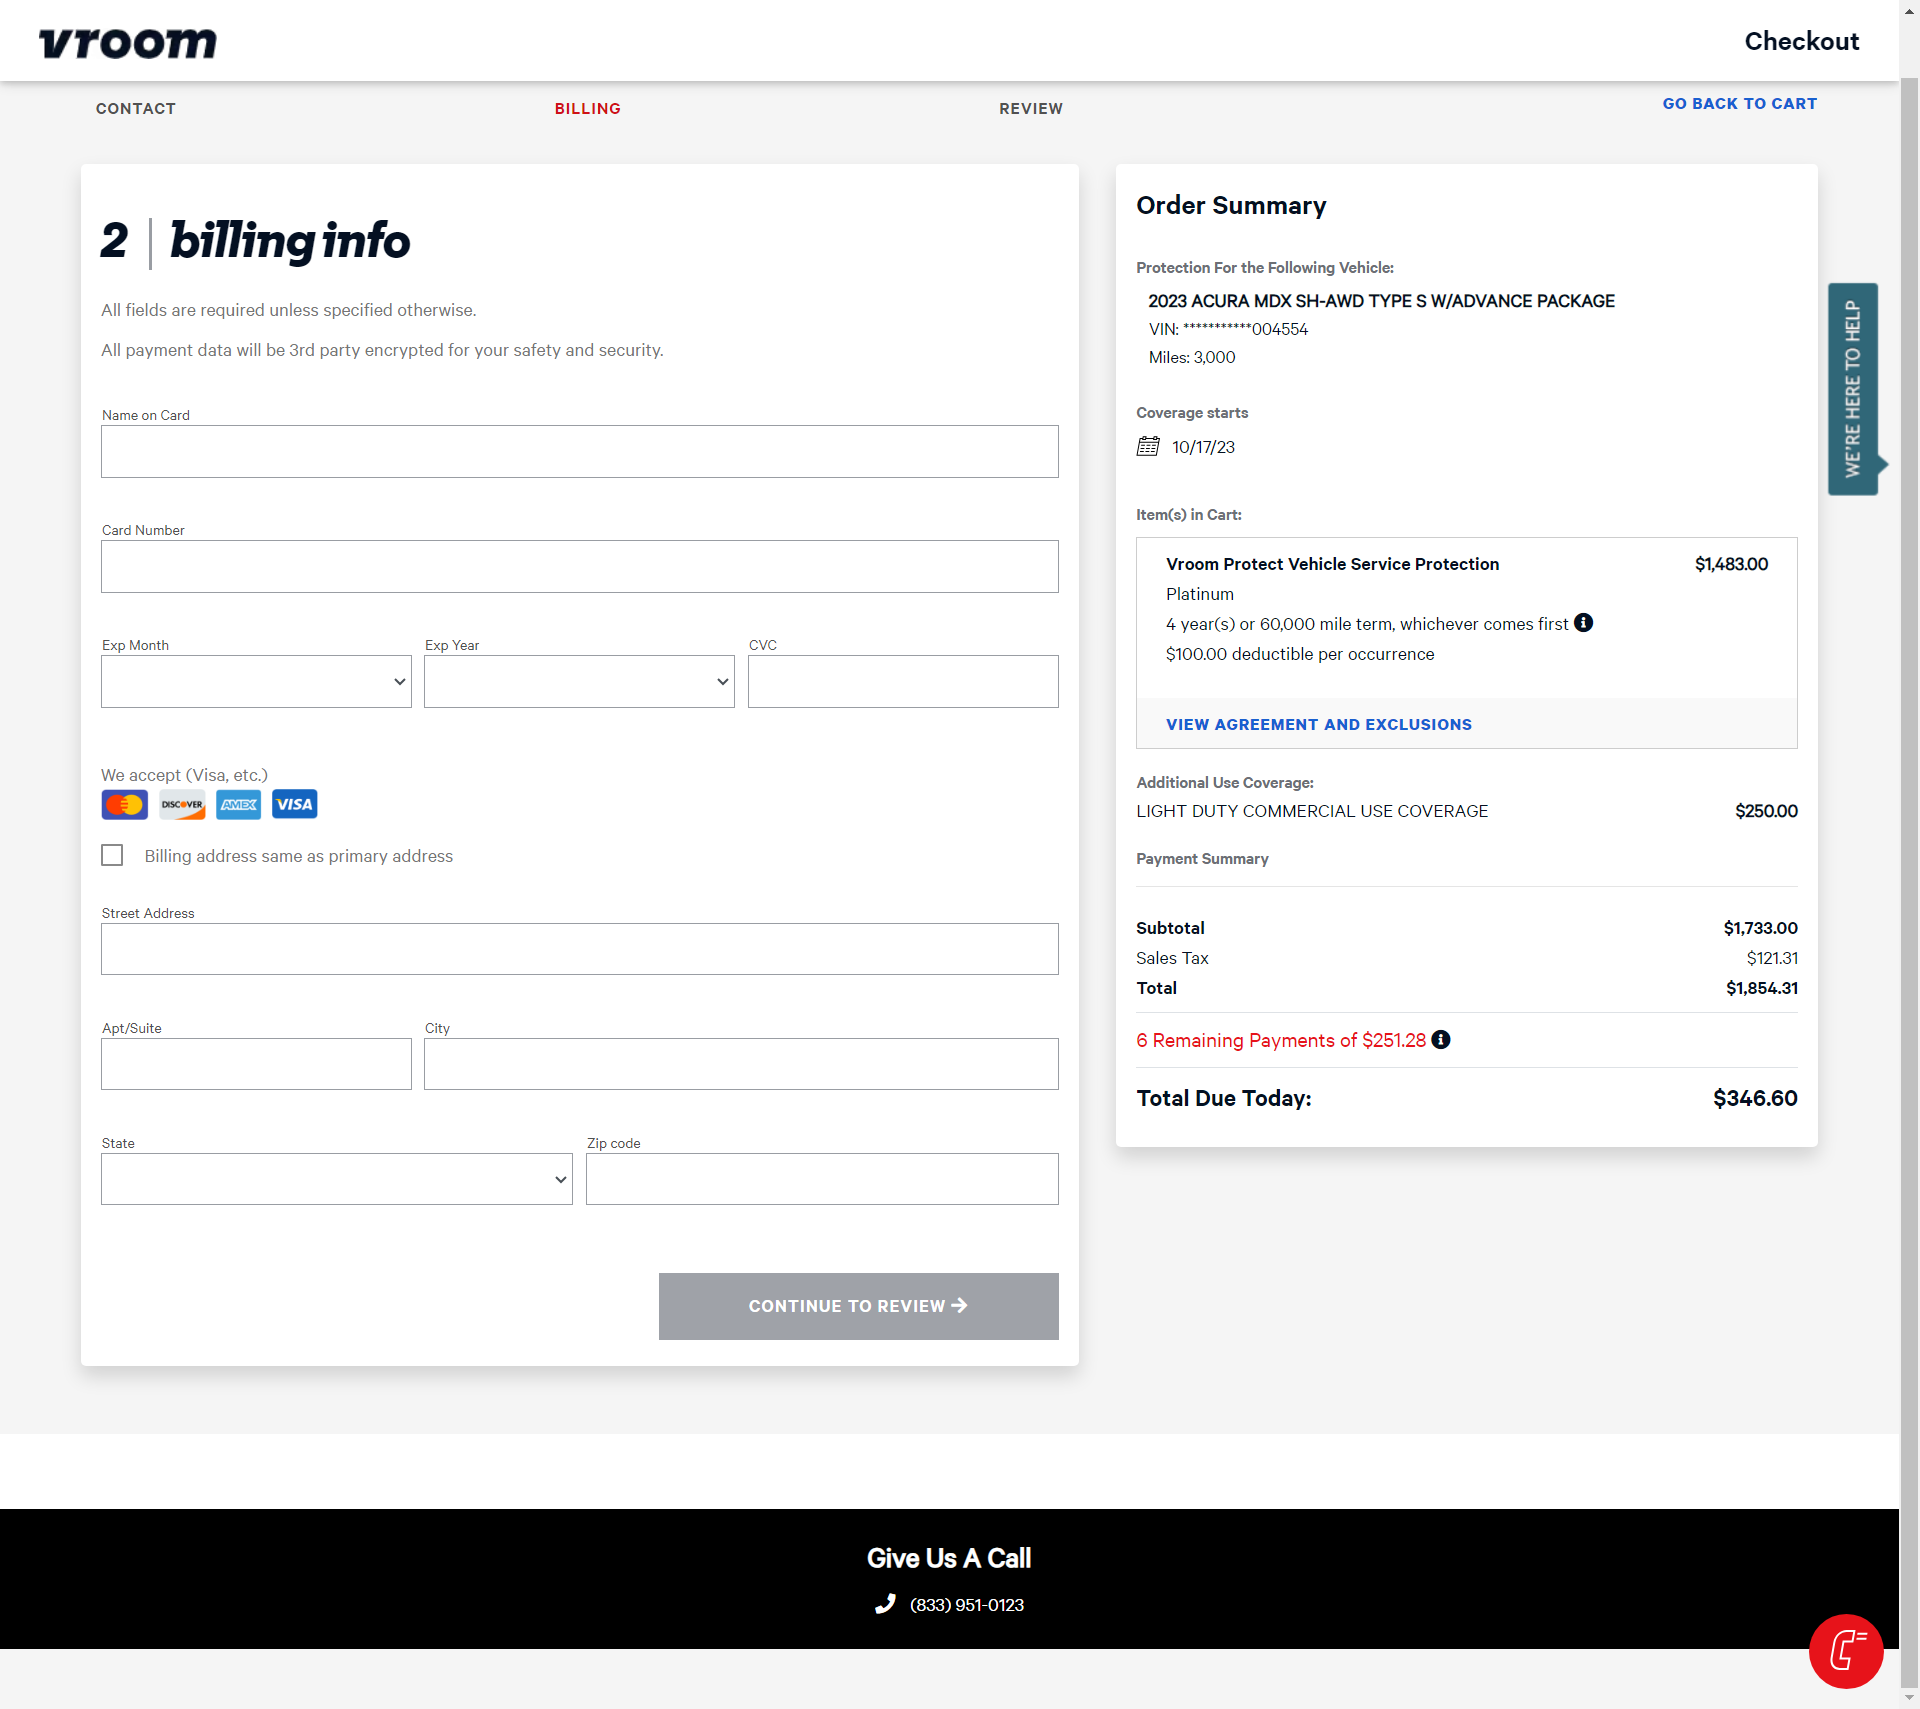 vroom
Checkout
CONTACT
BILLING
REVIEW
GO BACK TO CART
2
billing info
All fields are required unless specified otherwise.
All payment data will be 3rd party encrypted for your safety and security.
Name on Card
Card Number
Exp Month
Exp Year
CVC
We accept (Visa, etc.)
DISCOVER
AMEX
VISA
Billing address same as primary address
Street Address
Apt/Suite
City
State
Zip code
CONTINUE TO REVIEW
Order Summary
Protection For the Following Vehicle:
2023 ACURA MDX SH-AWD TYPE S W/ADVANCE PACKAGE
VIN: ***********004554
Miles: 3,000
Coverage starts
10/17/23
Item(s) in Cart:
Vroom Protect Vehicle Service Protection $1,483.00
Platinum
4 year(s) or 60,000 mile term, whichever comes first
$100.00 deductible per occurrence
VIEW AGREEMENT AND EXCLUSIONS
Additional Use Coverage:
LIGHT DUTY COMMERCIAL USE COVERAGE $250.00
Payment Summary
Subtotal $1,733.00
Sales Tax $121.31
Total $1,854.31
6 Remaining Payments of $251.28
Total Due Today: $346.60
WE'RE HERE TO HELP
Give Us A Call
(833) 951-0123